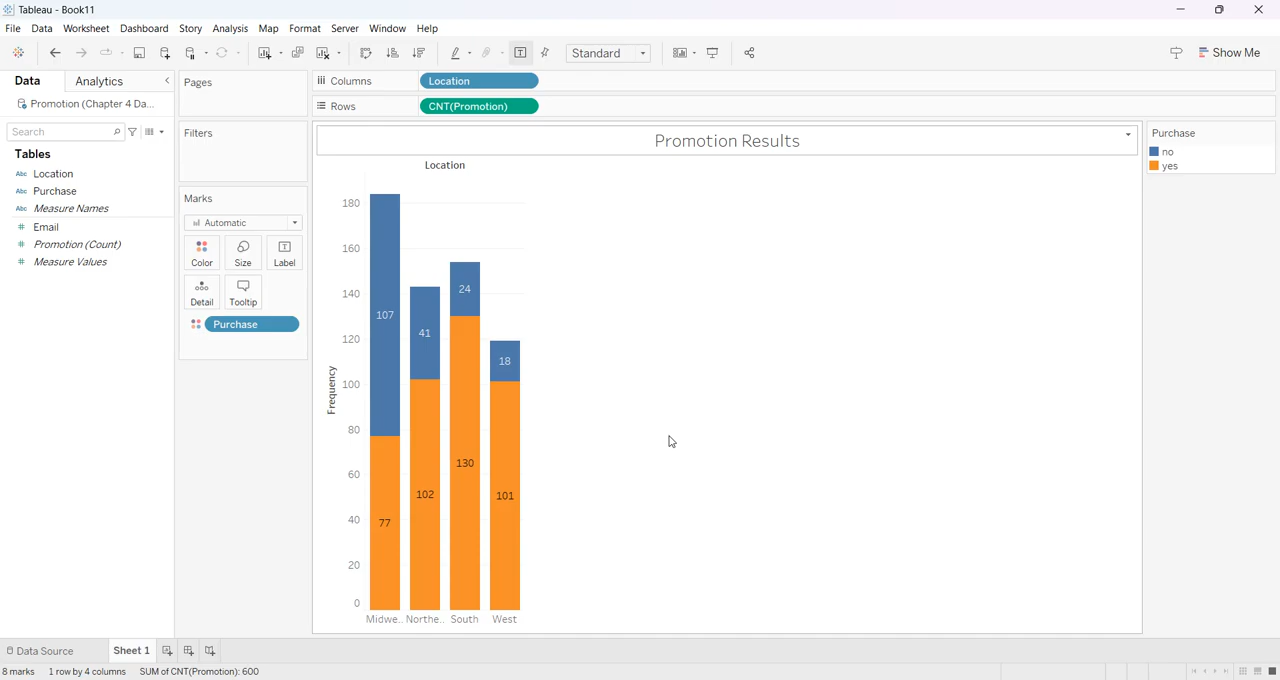 Tableau - Book11
File Data Worksheet Dashboard Story Analysis Map Format Server Window Help
Standard
Show Me
Data Analytics
Promotion (Chapter 4 Da...
Search
Tables
Abc Location
Abc Purchase
Abc Measure Names
# Email
# Promotion (Count)
# Measure Values
Pages
Filters
Marks
Automatic
Color Size Label
Detail Tooltip
Purchase
Columns Location
Rows CNT(Promotion)
Promotion Results
Location
Frequency
180
160
140
120
100
80
60
40
20
0
107
41
24
18
77
102
130
101
Midwe.. Northe.. South West
Purchase
no
yes
Data Source Sheet 1
8 marks 1 row by 4 columns SUM of CNT(Promotion): 600